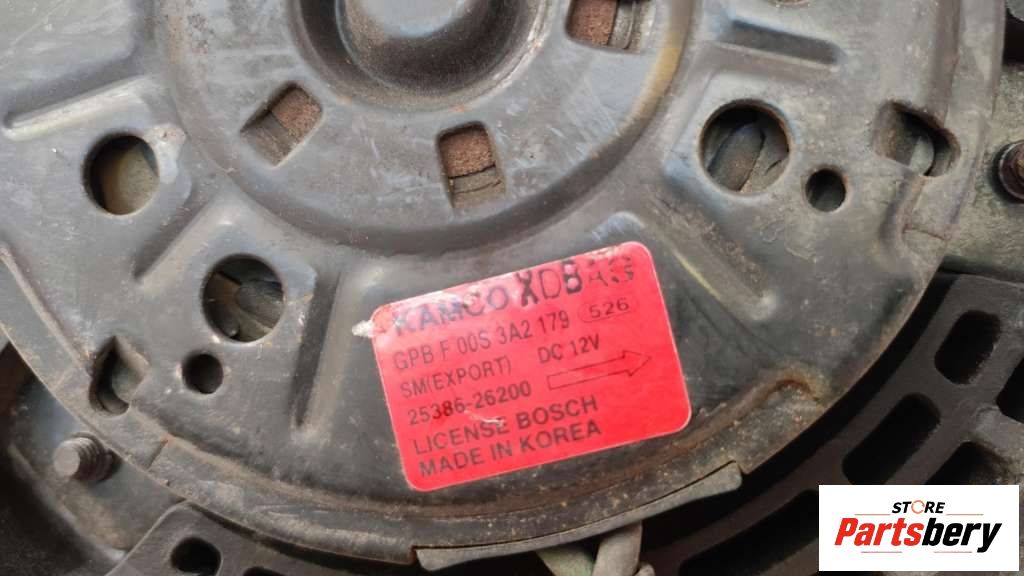 KAMCO XDBAS
GPB F 00S 3A2 179 526
SM(EXPORT) DC 12V
25386-26200
LICENSE BOSCH
MADE IN KOREA
STORE
Partsbery